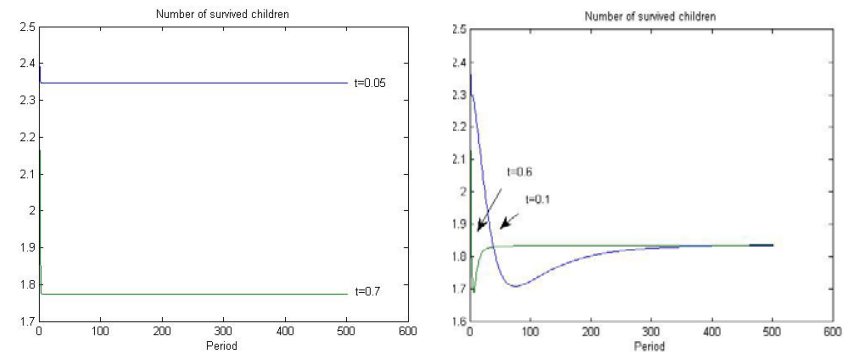 Number of survived children
2.5
2.4
2.3
2.2
2.1
2
1.9
1.8
1.7
t=0.05
t=0.7
0 100 200 300 400 500 600
Period
Number of survived children
2.5
2.4
2.3
2.2
2.1
2
1.9
1.8
1.7
1.6
t=0.6
t=0.1
0 100 200 300 400 500 600
Period